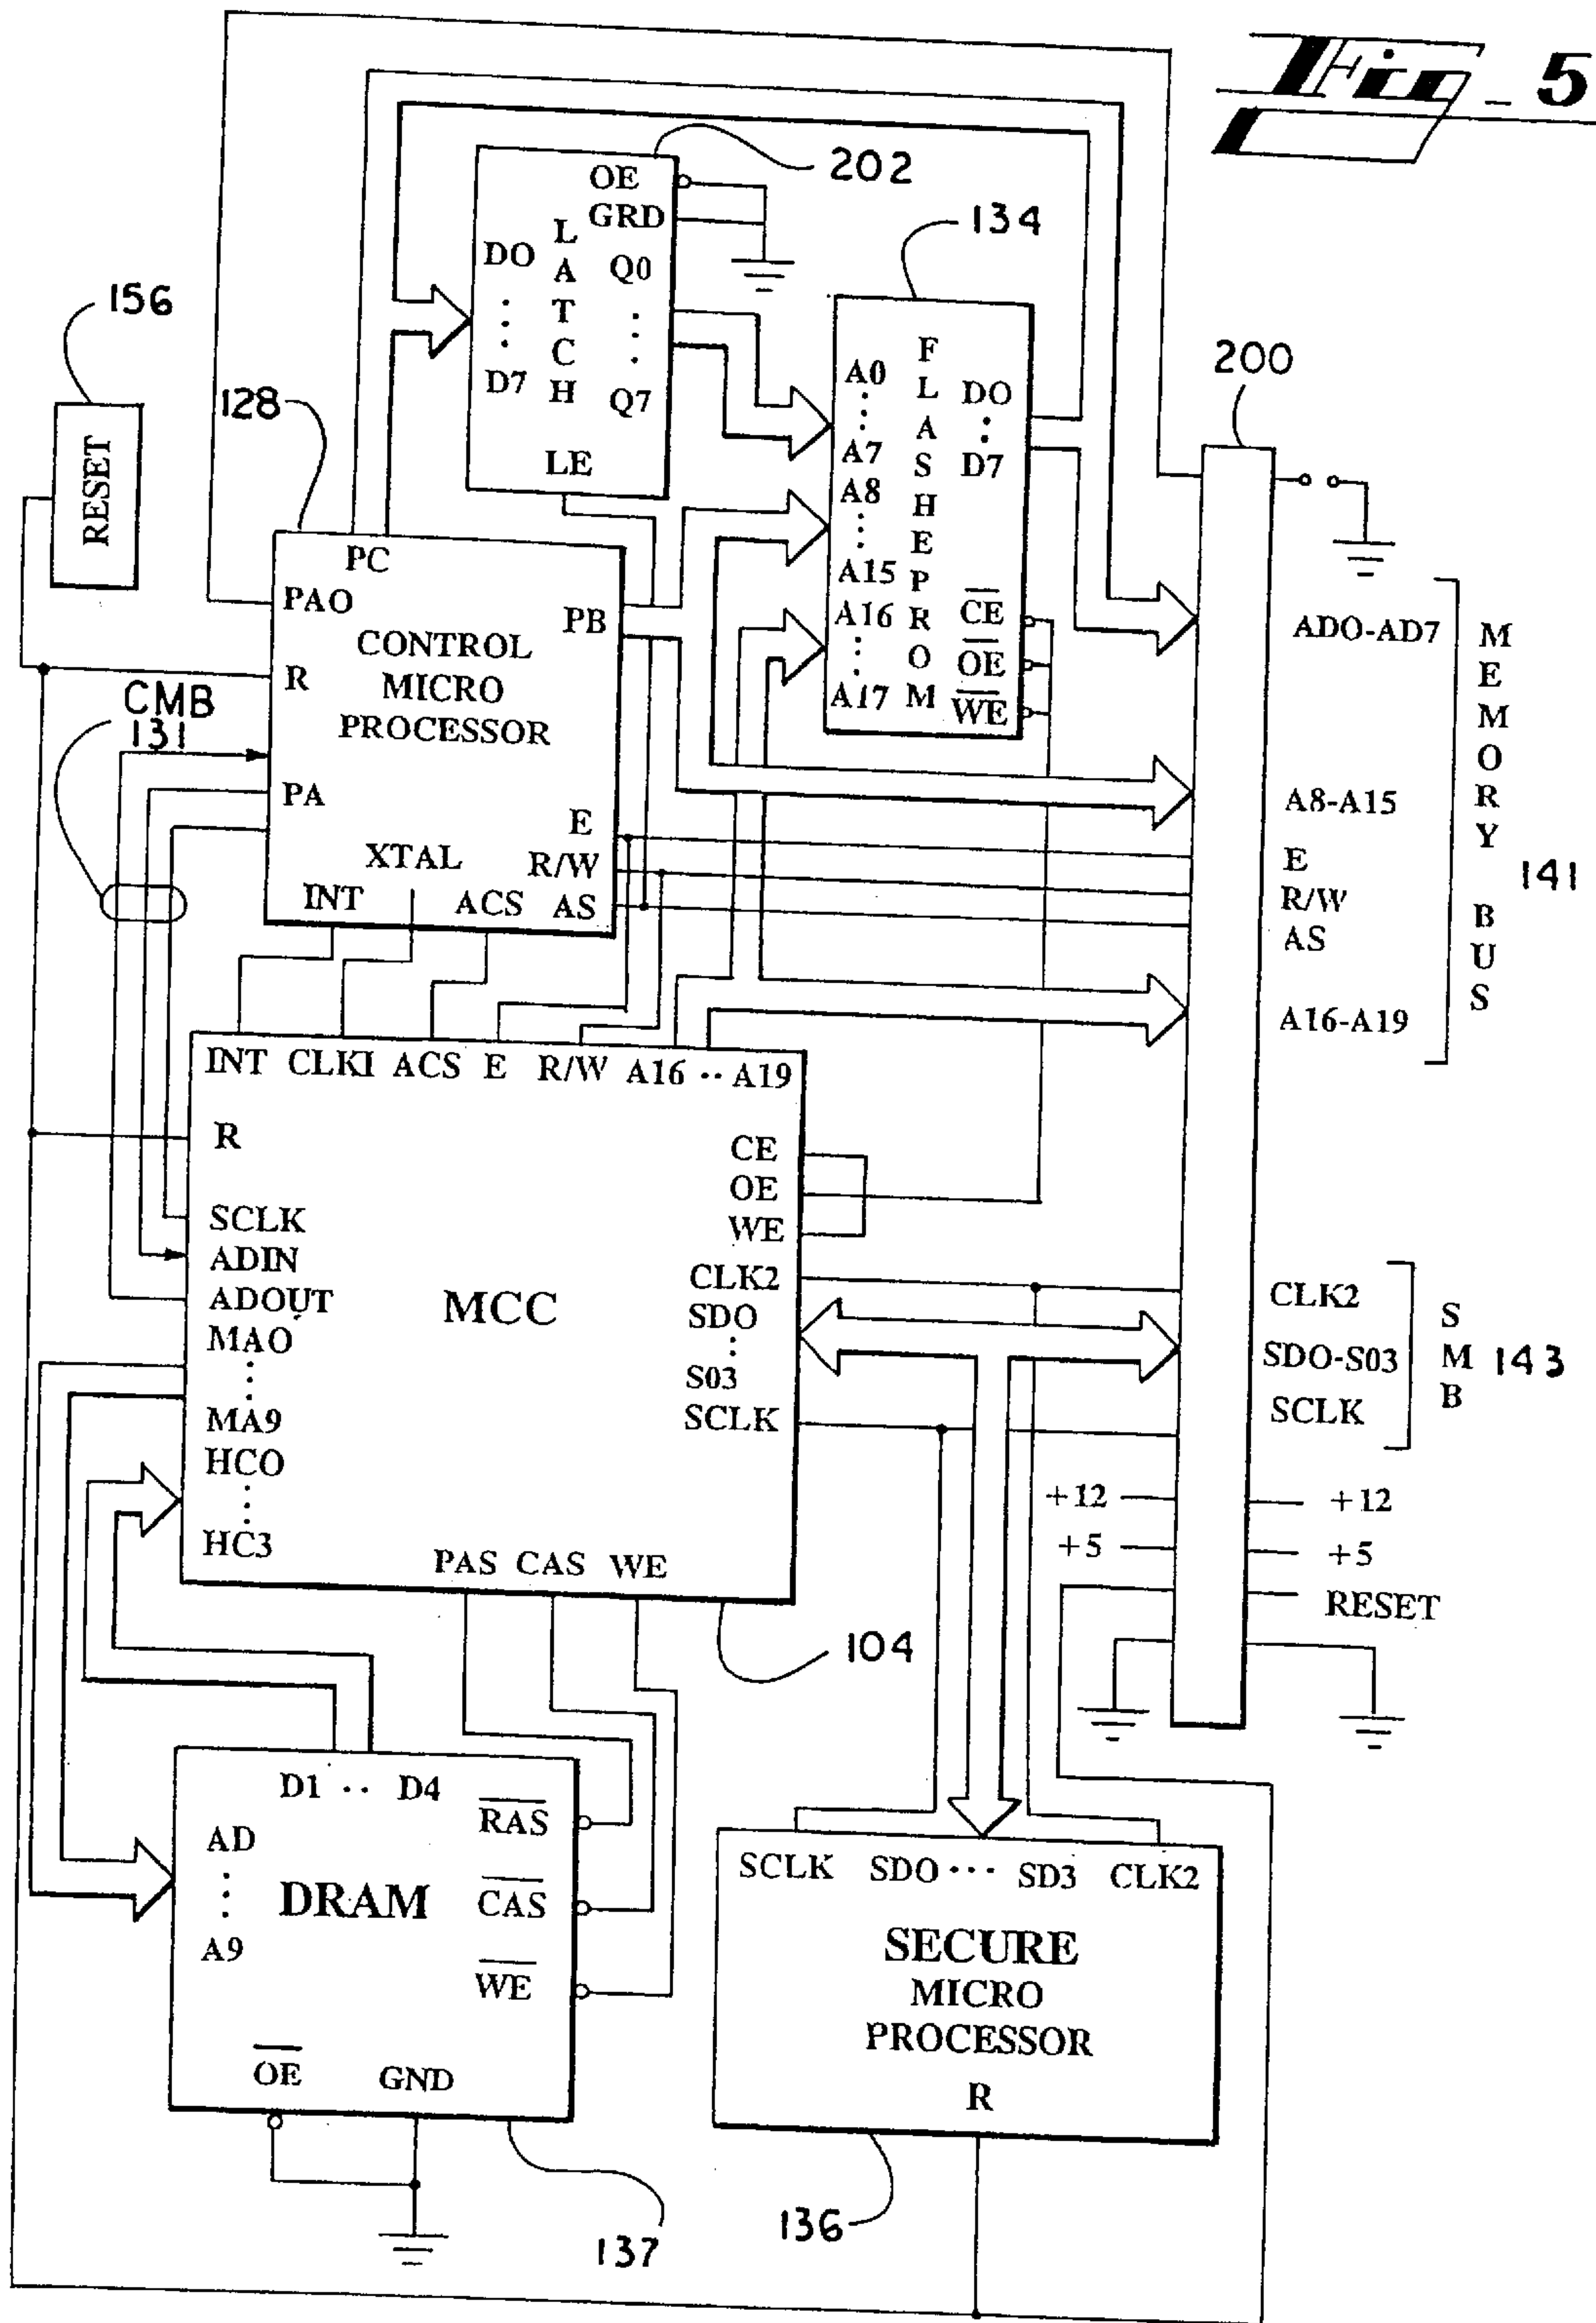 Fig_5
202
OE
GRD
LATCH
DO
Q0
D7
Q7
LE
134
FLASHEPROM
A0
A7
A8
A15
A16
A17
DO
D7
CE
OE
WE
156
RESET
128
PC
PAO
PB
CONTROL
MICRO
PROCESSOR
R
CMB
131
PA
E
XTAL
R/W
INT
ACS
AS
200
ADO-AD7
A8-A15
E
R/W
AS
A16-A19
MEMORY
BUS
141
INT CLKI ACS E R/W A16 ·· A19
R
CE
OE
WE
SCLK
ADIN
ADOUT
MAO
MA9
HCO
HC3
MCC
CLK2
SDO
S03
SCLK
PAS CAS WE
104
CLK2
SDO-S03
SCLK
SMB
143
+12
+12
+5
+5
RESET
D1 ·· D4
RAS
AD
DRAM
CAS
A9
WE
OE
GND
137
SCLK SDO ··· SD3 CLK2
SECURE
MICRO
PROCESSOR
R
136